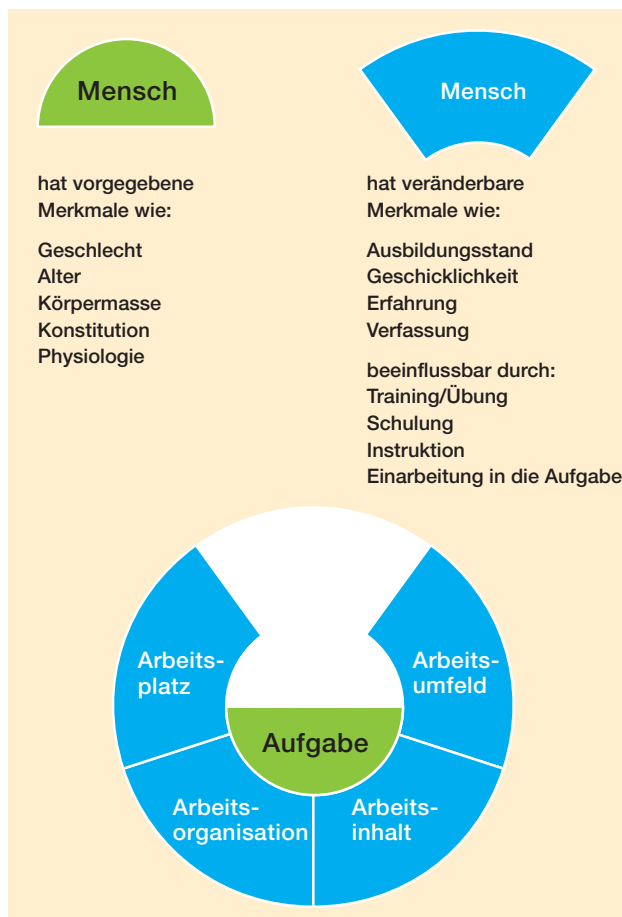 Mensch
hat vorgegebene
Merkmale wie:
Geschlecht
Alter
Körpermasse
Konstitution
Physiologie
Mensch
hat veränderbare
Merkmale wie:
Ausbildungsstand
Geschicklichkeit
Erfahrung
Verfassung
beeinflussbar durch:
Training/Übung
Schulung
Instruktion
Einarbeitung in die Aufgabe
Arbeits-
platz
Arbeits-
umfeld
Aufgabe
Arbeits-
organisation
Arbeits-
inhalt